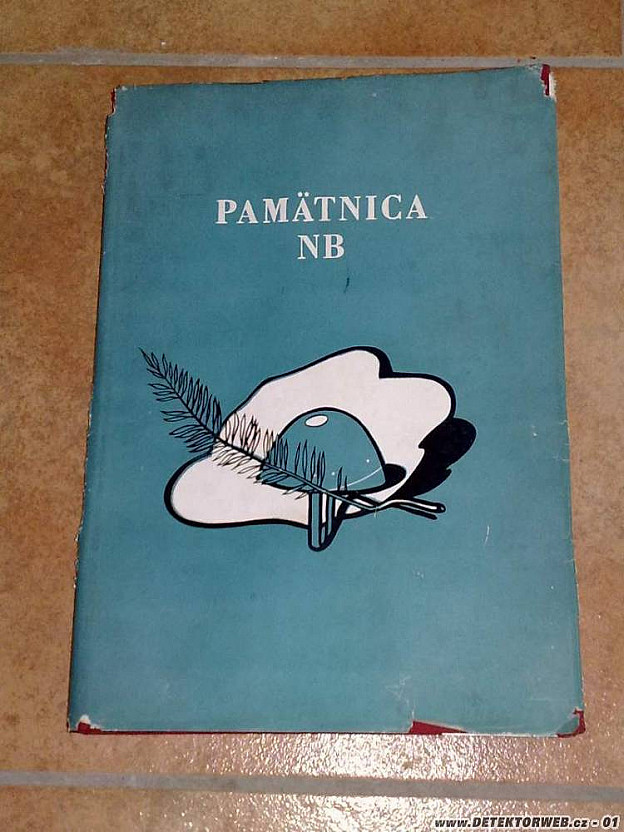 PAMÄTNICA
NB
www.DETEKTORWEB.cz - 01